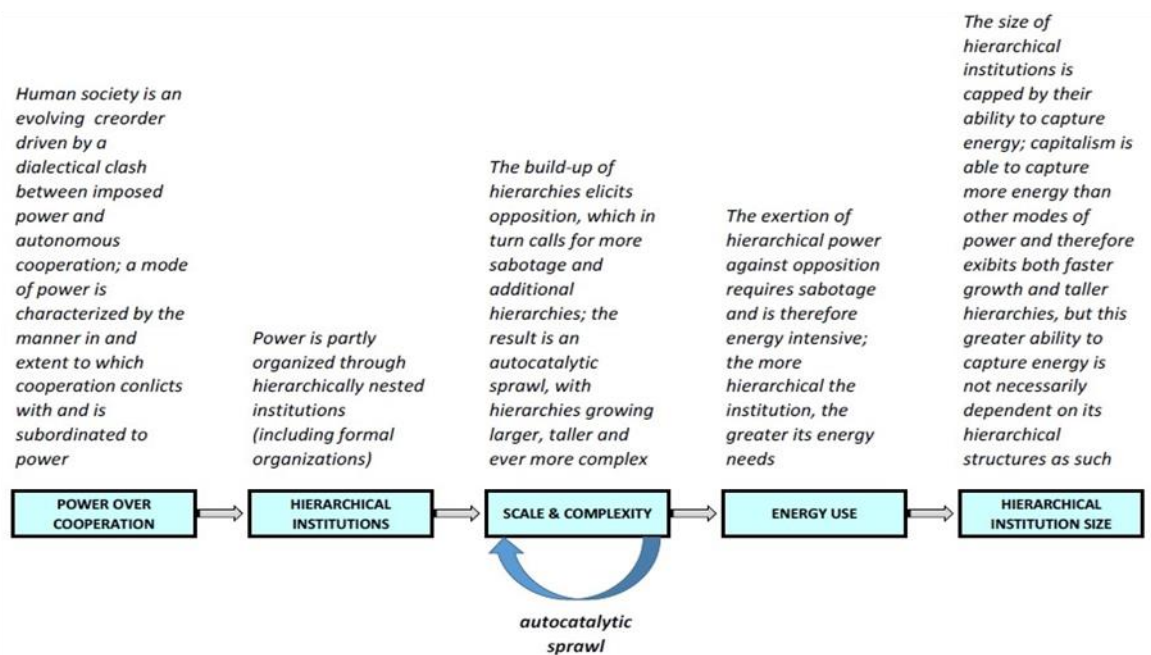 Human society is an
evolving creorder
driven by a
dialectical clash
between imposed
power and
autonomous
cooperation; a mode
of power is
characterized by the
manner in and
extent to which
cooperation conlicts
with and is
subordinated to
power
POWER OVER
COOPERATION
Power is partly
organized through
hierarchically nested
institutions
(including formal
organizations)
HIERARCHICAL
INSTITUTIONS
The build-up of
hierarchies elicits
opposition, which in
turn calls for more
sabotage and
additional
hierarchies; the
result is an
autocatalytic
sprawl, with
hierarchies growing
larger, taller and
ever more complex
SCALE & COMPLEXITY
autocatalytic
sprawl
The exertion of
hierarchical power
against opposition
requires sabotage
and is therefore
energy intensive;
the more
hierarchical the
institution, the
greater its energy
needs
ENERGY USE
The size of
hierarchical
institutions is
capped by their
ability to capture
energy; capitalism is
able to capture
more energy than
other modes of
power and therefore
exibits both faster
growth and taller
hierarchies, but this
greater ability to
capture energy is
not necessarily
dependent on its
hierarchical
structures as such
HIERARCHICAL
INSTITUTION SIZE